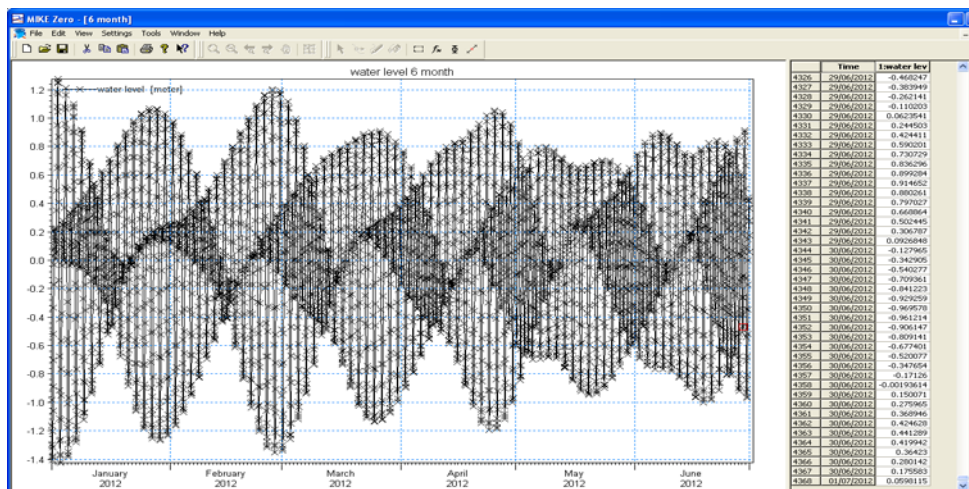 MIKE Zero - [6 month]
File Edit View Settings Tools Window Help
water level 6 month
water level [meter]
1.2
1.0
0.8
0.6
0.4
0.2
0.0
-0.2
-0.4
-0.6
-0.8
-1.0
-1.2
-1.4
January February March April May June
2012 2012 2012 2012 2012 2012
Time 1:water lev
4326 29/06/2012 -0.468247
4327 29/06/2012 -0.383949
4328 29/06/2012 -0.262141
4329 29/06/2012 -0.110203
4330 29/06/2012 0.0623541
4331 29/06/2012 0.244503
4332 29/06/2012 0.424411
4333 29/06/2012 0.590201
4334 29/06/2012 0.730729
4335 29/06/2012 0.836296
4336 29/06/2012 0.899284
4337 29/06/2012 0.914652
4338 29/06/2012 0.880261
4339 29/06/2012 0.797027
4340 29/06/2012 0.668864
4341 29/06/2012 0.502445
4342 29/06/2012 0.306787
4343 29/06/2012 0.0926848
4344 30/06/2012 -0.127965
4345 30/06/2012 -0.342905
4346 30/06/2012 -0.540277
4347 30/06/2012 -0.709361
4348 30/06/2012 -0.841223
4349 30/06/2012 -0.929259
4350 30/06/2012 -0.969578
4351 30/06/2012 -0.961214
4352 30/06/2012 -0.906147
4353 30/06/2012 -0.809141
4354 30/06/2012 -0.677401
4355 30/06/2012 -0.520077
4356 30/06/2012 -0.347654
4357 30/06/2012 -0.17126
4358 30/06/2012 -0.00193614
4359 30/06/2012 0.150071
4360 30/06/2012 0.275965
4361 30/06/2012 0.368946
4362 30/06/2012 0.424628
4363 30/06/2012 0.441289
4364 30/06/2012 0.419942
4365 30/06/2012 0.36423
4366 30/06/2012 0.280142
4367 30/06/2012 0.175583
4368 01/07/2012 0.0598115